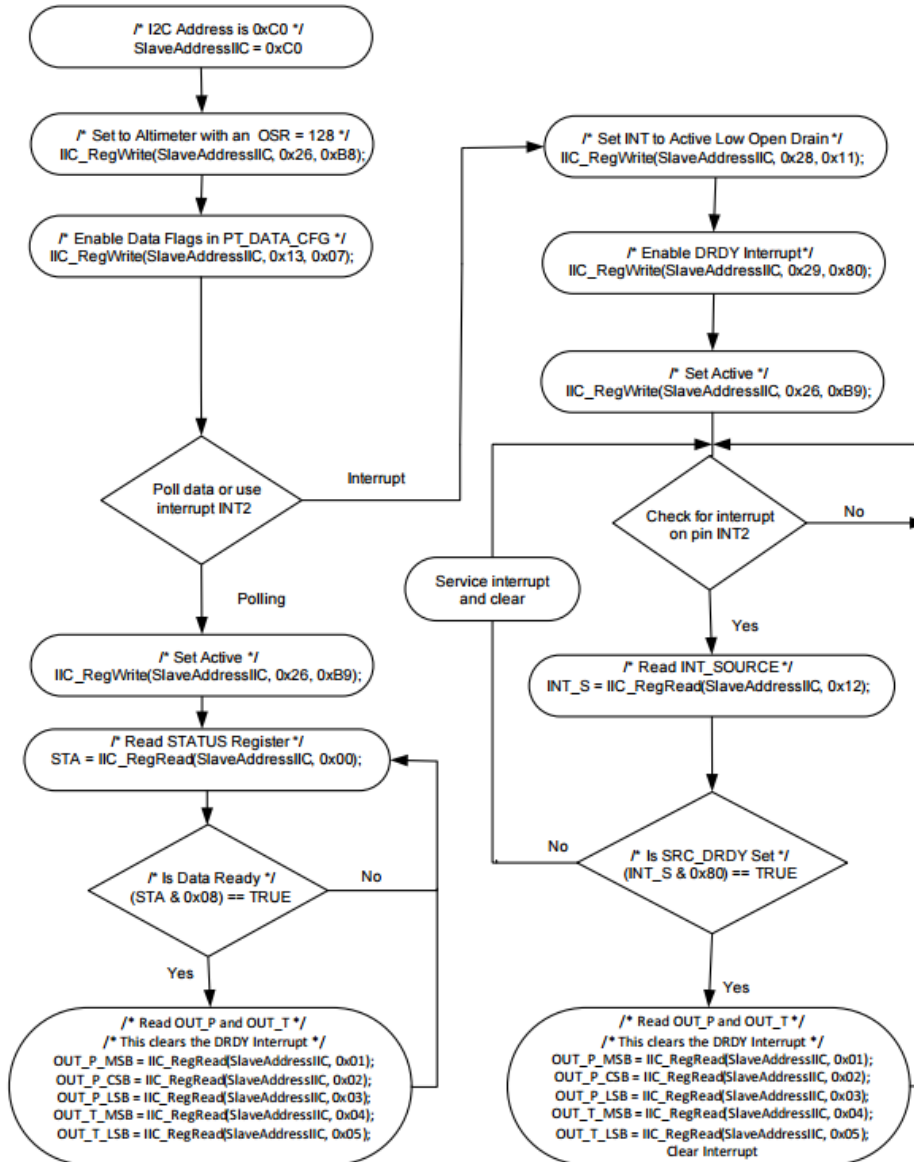 /* I2C Address is 0xC0 */
SlaveAddressIIC = 0xC0
/* Set to Altimeter with an OSR = 128 */
IIC_RegWrite(SlaveAddressIIC, 0x26, 0xB8);
/* Enable Data Flags in PT_DATA_CFG */
IIC_RegWrite(SlaveAddressIIC, 0x13, 0x07);
Poll data or use
interrupt INT2
Interrupt
Polling
/* Set Active */
IIC_RegWrite(SlaveAddressIIC, 0x26, 0xB9);
/* Read STATUS Register */
STA = IIC_RegRead(SlaveAddressIIC, 0x00);
/* Is Data Ready */
(STA & 0x08) == TRUE
No
Yes
/* Read OUT_P and OUT_T */
/* This clears the DRDY Interrupt */
OUT_P_MSB = IIC_RegRead(SlaveAddressIIC, 0x01);
OUT_P_CSB = IIC_RegRead(SlaveAddressIIC, 0x02);
OUT_P_LSB = IIC_RegRead(SlaveAddressIIC, 0x03);
OUT_T_MSB = IIC_RegRead(SlaveAddressIIC, 0x04);
OUT_T_LSB = IIC_RegRead(SlaveAddressIIC, 0x05);
/* Set INT to Active Low Open Drain */
IIC_RegWrite(SlaveAddressIIC, 0x28, 0x11);
/* Enable DRDY Interrupt*/
IIC_RegWrite(SlaveAddressIIC, 0x29, 0x80);
/* Set Active */
IIC_RegWrite(SlaveAddressIIC, 0x26, 0xB9);
Check for interrupt
on pin INT2
No
Service interrupt
and clear
Yes
/* Read INT_SOURCE */
INT_S = IIC_RegRead(SlaveAddressIIC, 0x12);
No
/* Is SRC_DRDY Set */
(INT_S & 0x80) == TRUE
Yes
/* Read OUT_P and OUT_T */
/* This clears the DRDY Interrupt */
OUT_P_MSB = IIC_RegRead(SlaveAddressIIC, 0x01);
OUT_P_CSB = IIC_RegRead(SlaveAddressIIC, 0x02);
OUT_P_LSB = IIC_RegRead(SlaveAddressIIC, 0x03);
OUT_T_MSB = IIC_RegRead(SlaveAddressIIC, 0x04);
OUT_T_LSB = IIC_RegRead(SlaveAddressIIC, 0x05);
Clear Interrupt